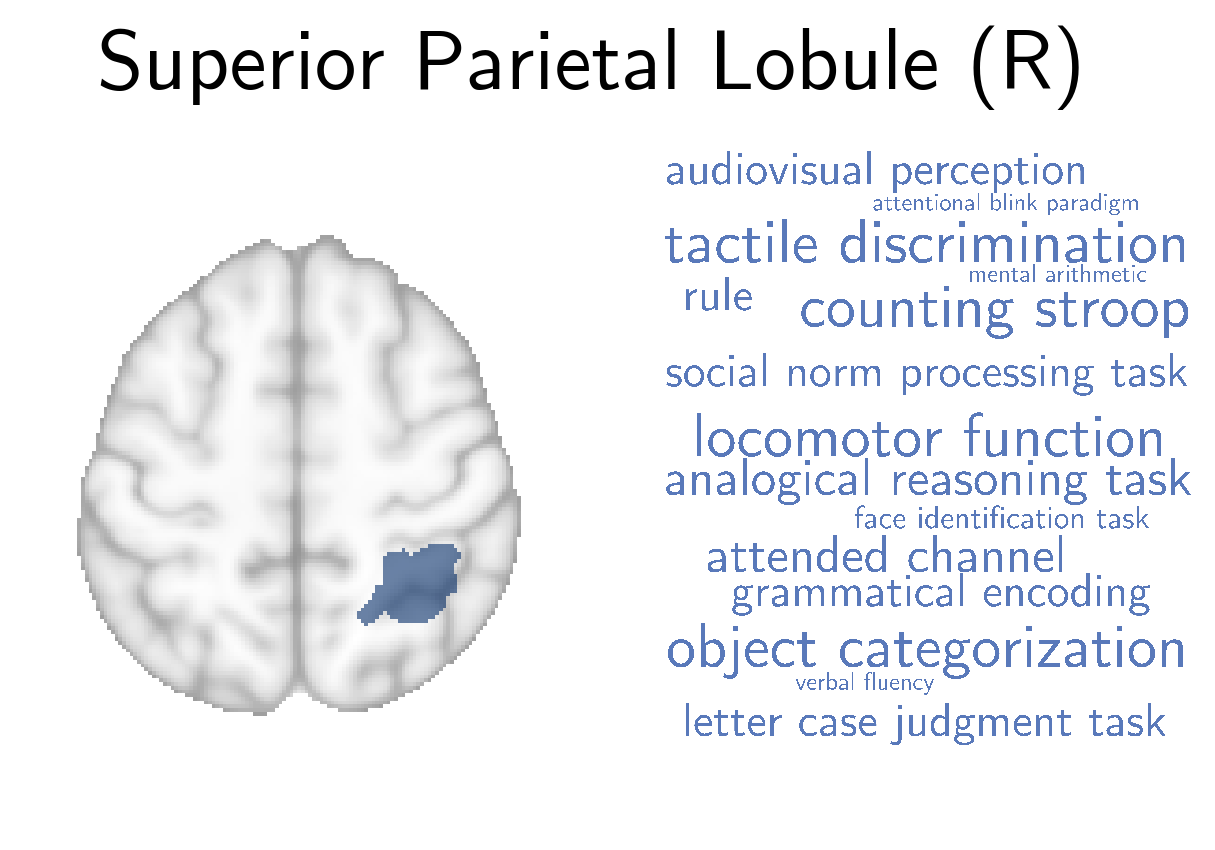 Superior Parietal Lobule (R)
audiovisual perception
attentional blink paradigm
tactile discrimination
mental arithmetic
rule
counting stroop
social norm processing task
locomotor function
analogical reasoning task
face identification task
attended channel
grammatical encoding
object categorization
verbal fluency
letter case judgment task